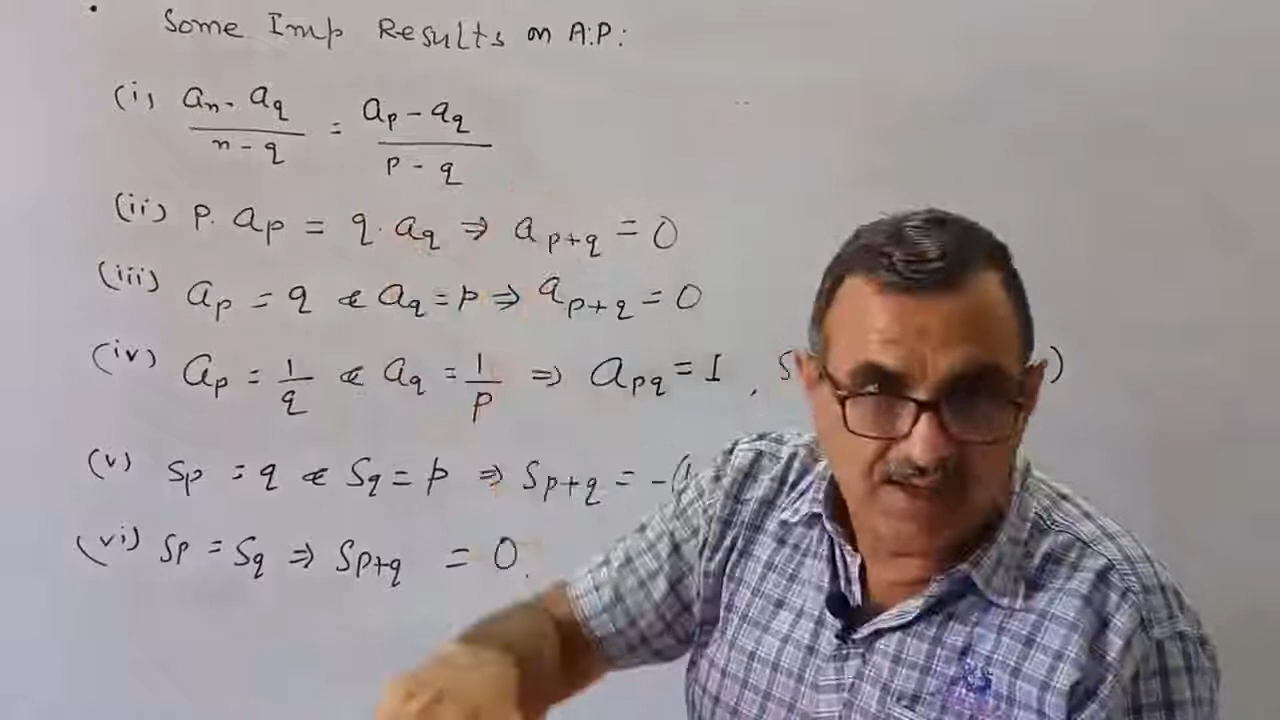 Some Imp Results on A.P:
(i) an - aq / n - q = ap - aq / p - q
(ii) p. ap = q. aq ⇒ ap+q = 0
(iii) ap = q & aq = p ⇒ ap+q = 0
(iv) ap = 1/q & aq = 1/p ⇒ apq = 1 , S )
(v) Sp = q & Sq = p ⇒ Sp+q = -(
(vi) Sp = Sq ⇒ Sp+q = 0.